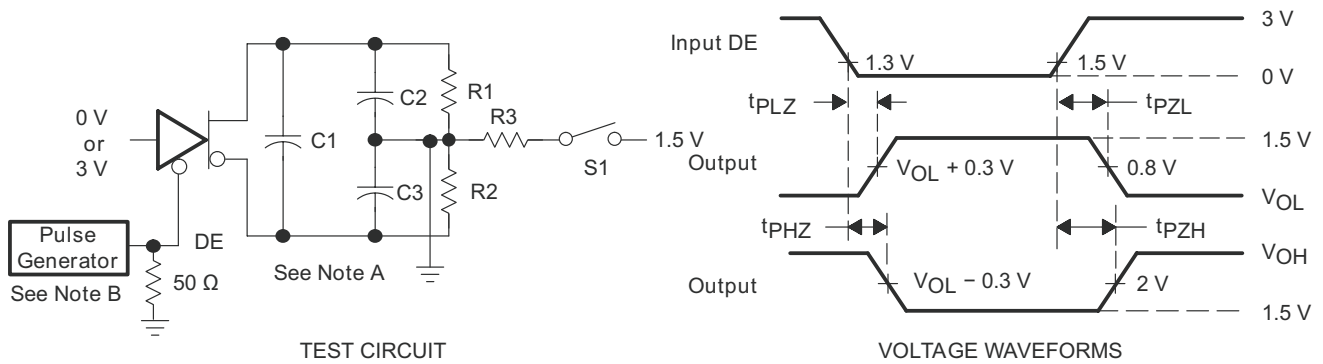 0 V
or
3 V
Pulse
Generator
See Note B
DE
50 Ω
C1
C2
C3
R1
R2
R3
S1
1.5 V
See Note A
TEST CIRCUIT
Input DE
3 V
1.3 V
1.5 V
0 V
tPLZ
tPZL
Output
1.5 V
VOL + 0.3 V
0.8 V
VOL
tPHZ
tPZH
Output
VOH
VOL − 0.3 V
2 V
1.5 V
VOLTAGE WAVEFORMS